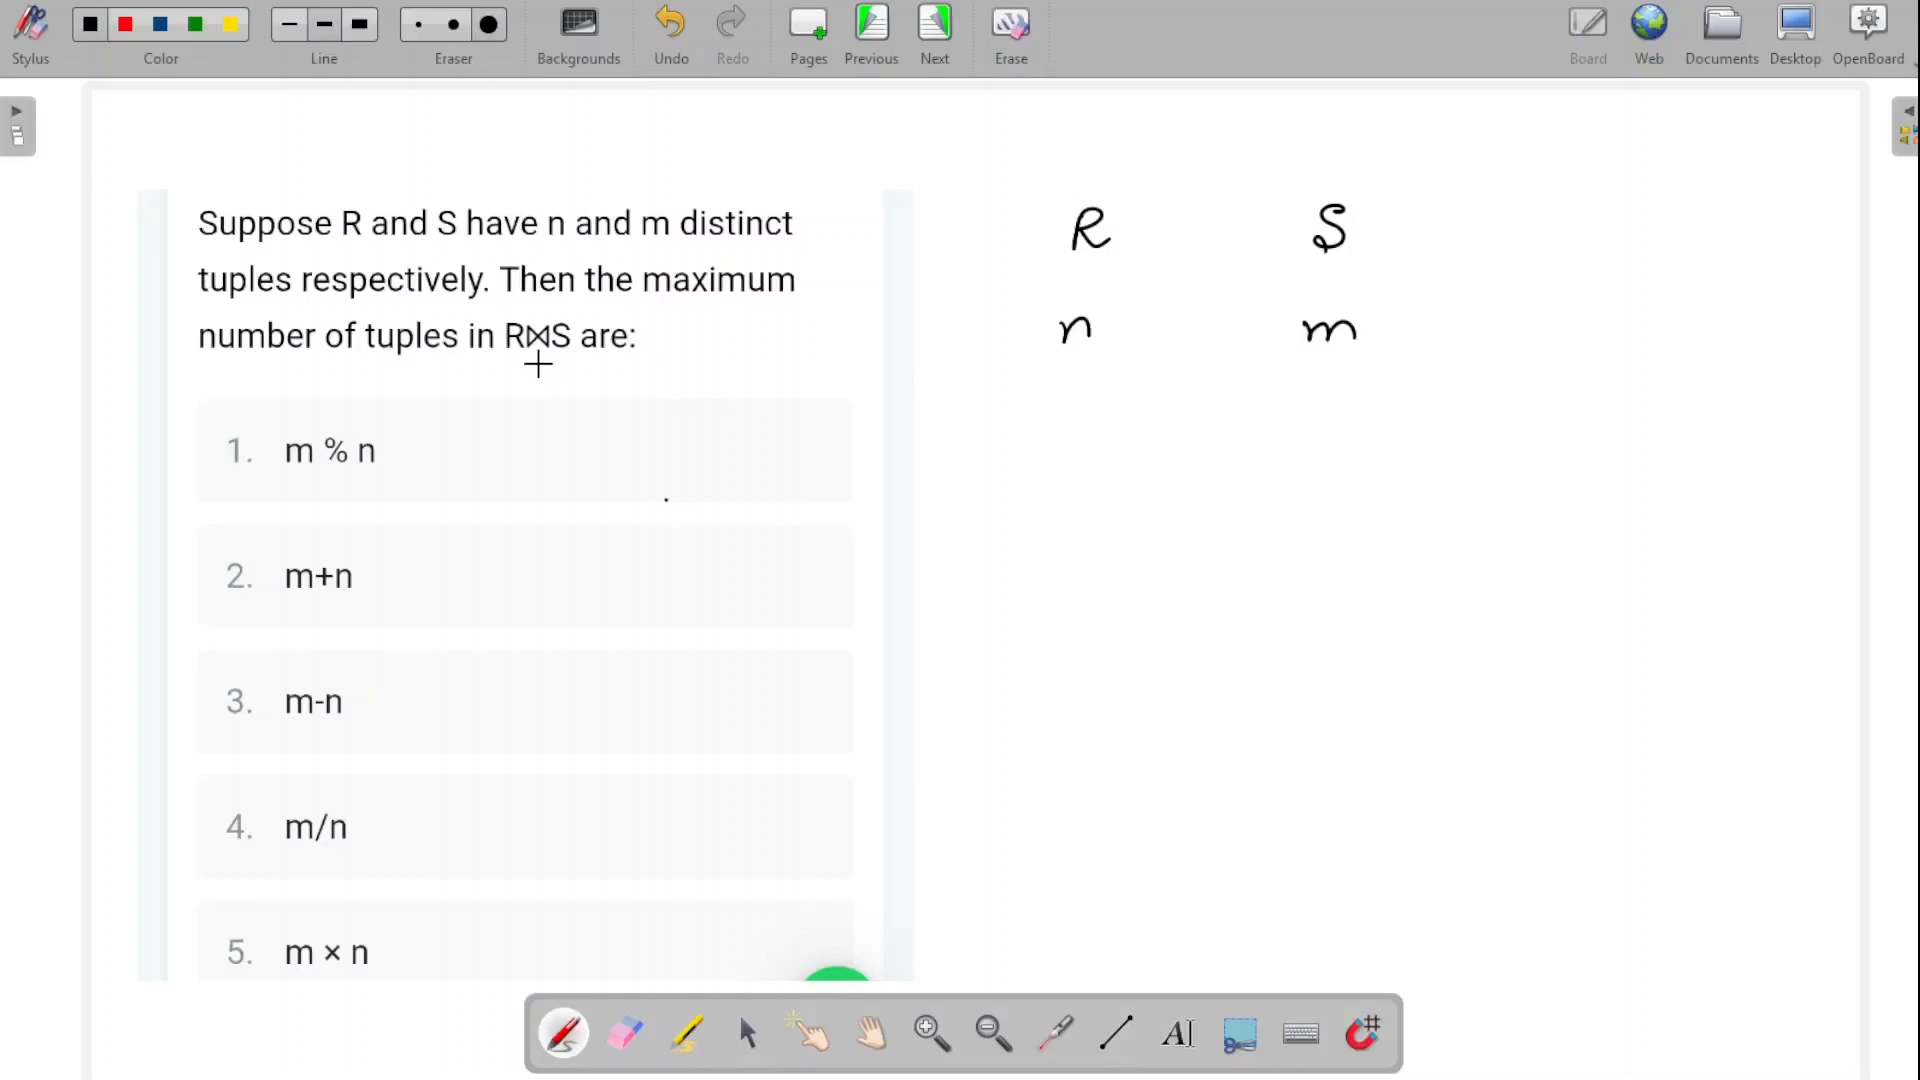 Stylus Color Line Eraser Backgrounds Undo Redo Pages Previous Next Erase Board Web Documents Desktop OpenBoard
Suppose R and S have n and m distinct
tuples respectively. Then the maximum
number of tuples in R⋈S are:
1. m % n
2. m+n
3. m-n
4. m/n
5. m × n
R S
n m
AI